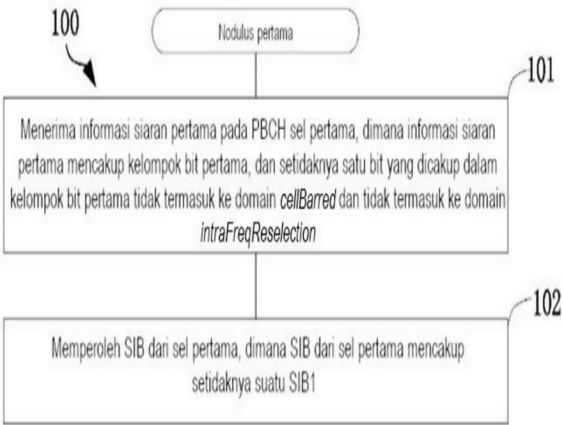 100
Nodulus pertama
101
Menerima informasi siaran pertama pada PBCH sel pertama, dimana informasi siaran
pertama mencakup kelompok bit pertama, dan setidaknya satu bit yang dicakup dalam
kelompok bit pertama tidak termasuk ke domain cellBarred dan tidak termasuk ke domain
intraFreqReselection
102
Memperoleh SIB dari sel pertama, dimana SIB dari sel pertama mencakup
setidaknya suatu SIB1